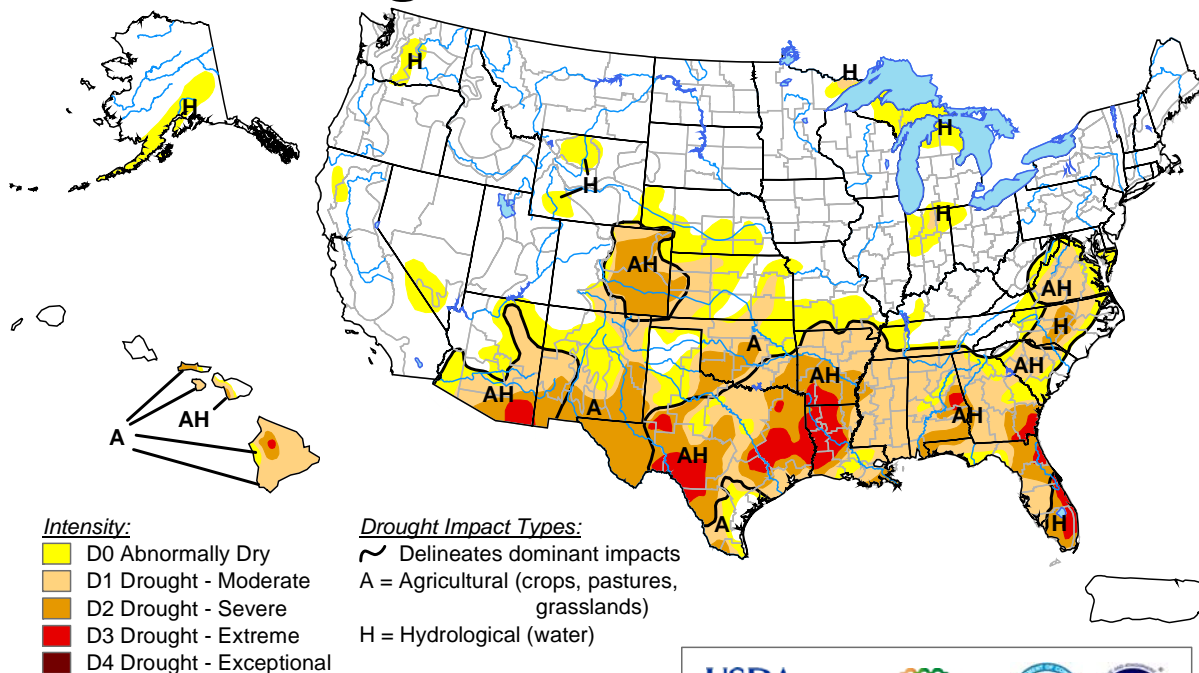 H
H
H
H
H
H
AH
AH
H
A
AH
AH
AH
A
AH
AH
AH
A
A
H
Intensity:
D0 Abnormally Dry
D1 Drought - Moderate
D2 Drought - Severe
D3 Drought - Extreme
D4 Drought - Exceptional
Drought Impact Types:
Delineates dominant impacts
A = Agricultural (crops, pastures,
grasslands)
H = Hydrological (water)
USDA